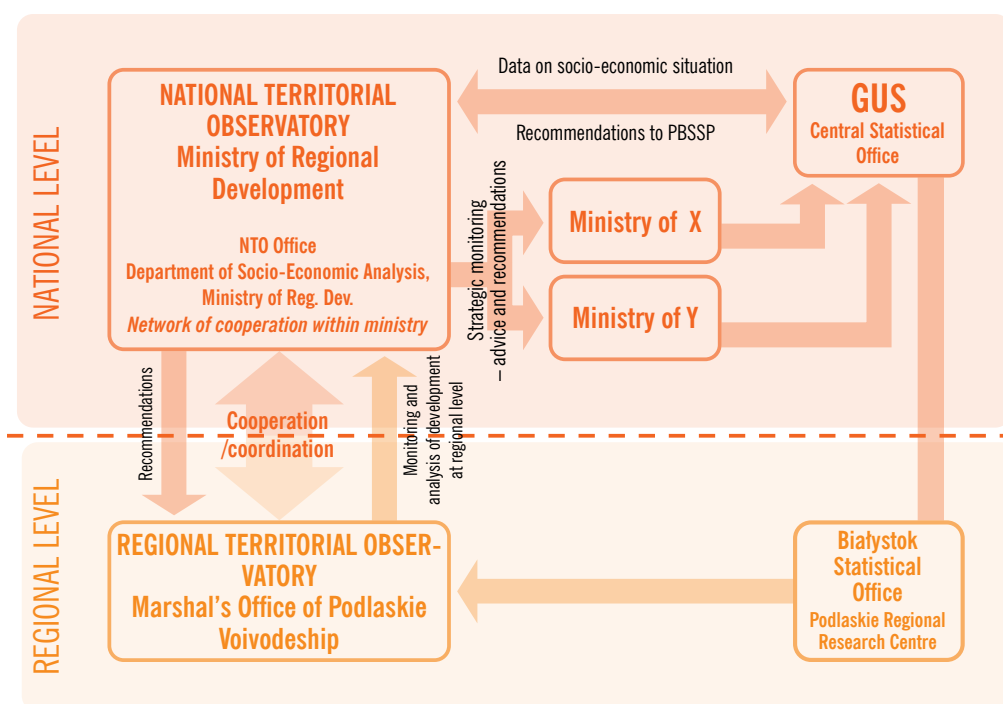 NATIONAL LEVEL
NATIONAL TERRITORIAL
OBSERVATORY
Ministry of Regional
Development
NTO Office
Department of Socio-Economic Analysis,
Ministry of Reg. Dev.
Network of cooperation within ministry
Data on socio-economic situation
Recommendations to PBSSP
GUS
Central Statistical
Office
Strategic monitoring
– advice and recommendations
Ministry of X
Ministry of Y
Recommendations
Cooperation
/coordination
Monitoring and
analysis of development
at regional level
REGIONAL LEVEL
REGIONAL TERRITORIAL OBSER-
VATORY
Marshal's Office of Podlaskie
Voivodeship
Białystok
Statistical
Office
Podlaskie Regional
Research Centre